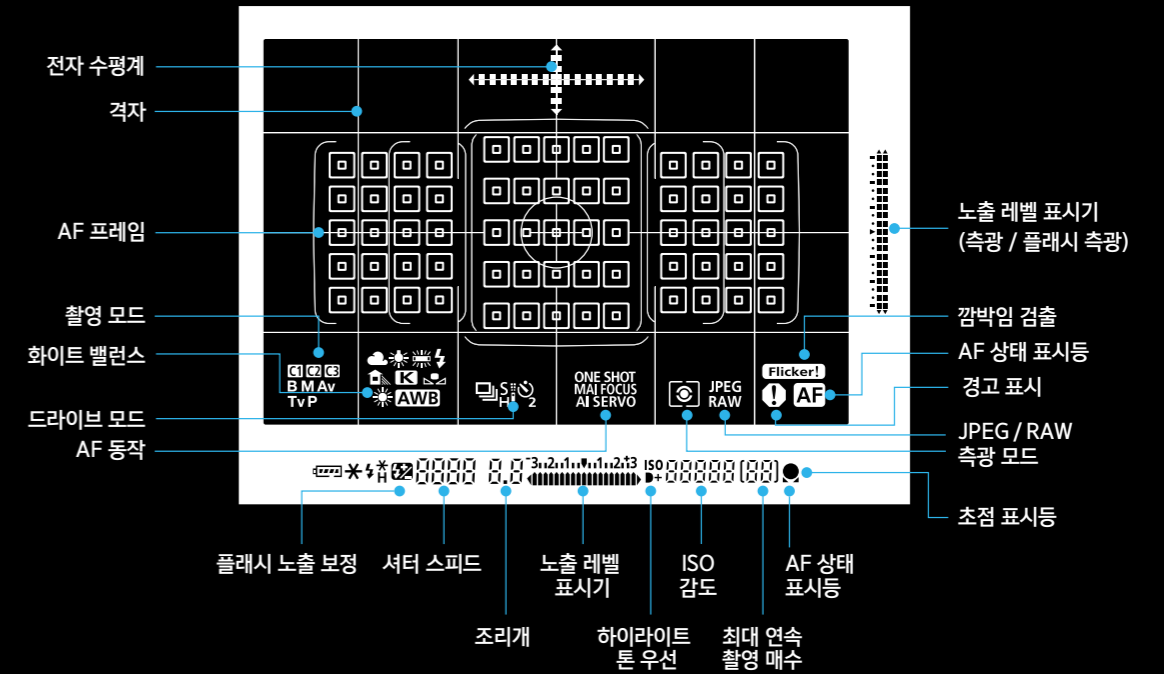 전자 수평계
격자
AF 프레임
촬영 모드
화이트 밸런스
드라이브 모드
AF 동작
노출 레벨 표시기
(측광 / 플래시 측광)
깜박임 검출
AF 상태 표시등
경고 표시
JPEG / RAW
측광 모드
초점 표시등
C1 C2 C3
B M Av
Tv P
K
AWB
S
H
2
ONE SHOT
MAI FOCUS
AI SERVO
JPEG
RAW
Flicker!
!
AF
H
8888 8.8
-3..2..1..▼..1..2..+3
ISO
D+
88888 [88]
플래시 노출 보정
셔터 스피드
노출 레벨
표시기
ISO
감도
AF 상태
표시등
조리개
하이라이트
톤 우선
최대 연속
촬영 매수